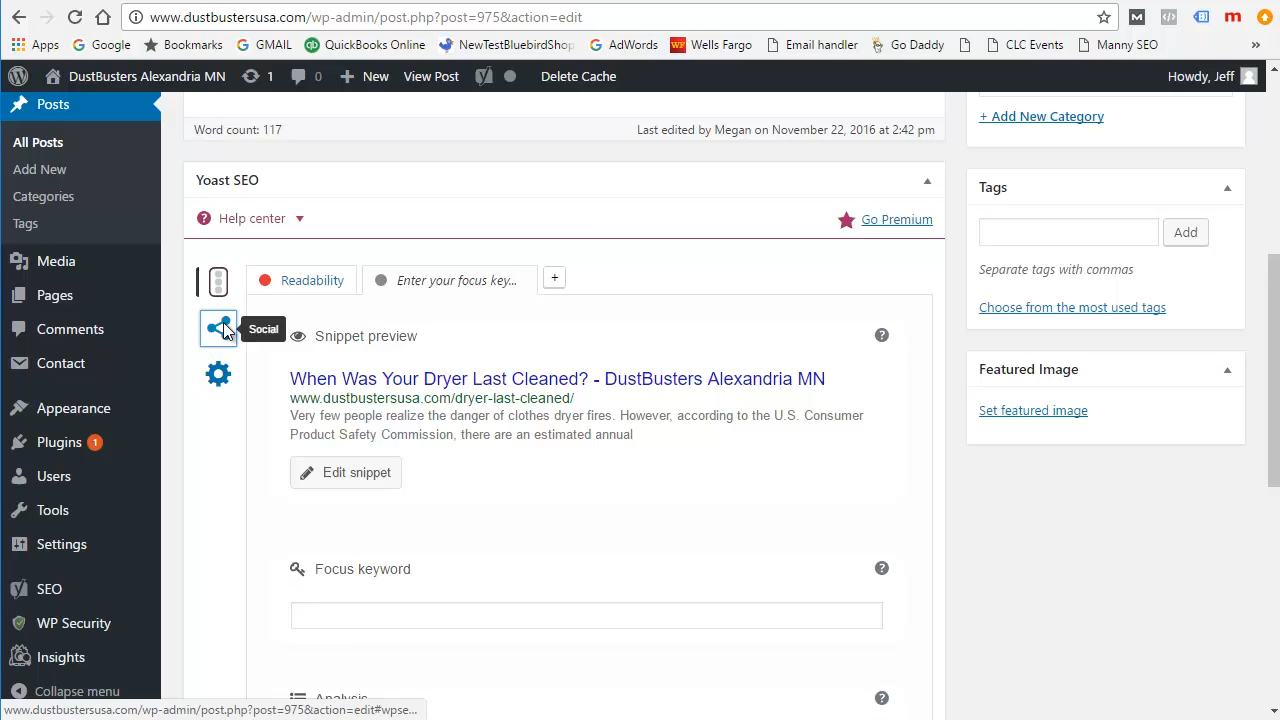 www.dustbustersusa.com/wp-admin/post.php?post=975&action=edit
Apps
Google
Bookmarks
GMAIL
QuickBooks Online
NewTestBluebirdShop
AdWords
Wells Fargo
Email handler
Go Daddy
CLC Events
Manny SEO
»
DustBusters Alexandria MN
1
0
New
View Post
Delete Cache
Howdy, Jeff
Posts
All Posts
Add New
Categories
Tags
Media
Pages
Comments
Contact
Appearance
Plugins 1
Users
Tools
Settings
SEO
WP Security
Insights
Collapse menu
Word count: 117
Last edited by Megan on November 22, 2016 at 2:42 pm
Yoast SEO
Help center
Go Premium
Readability
Enter your focus key...
+
Social
Snippet preview
When Was Your Dryer Last Cleaned? - DustBusters Alexandria MN
www.dustbustersusa.com/dryer-last-cleaned/
Very few people realize the danger of clothes dryer fires. However, according to the U.S. Consumer
Product Safety Commission, there are an estimated annual
Edit snippet
Focus keyword
Analysis
+ Add New Category
Tags
Add
Separate tags with commas
Choose from the most used tags
Featured Image
Set featured image
www.dustbustersusa.com/wp-admin/post.php?post=975&action=edit#wpse...